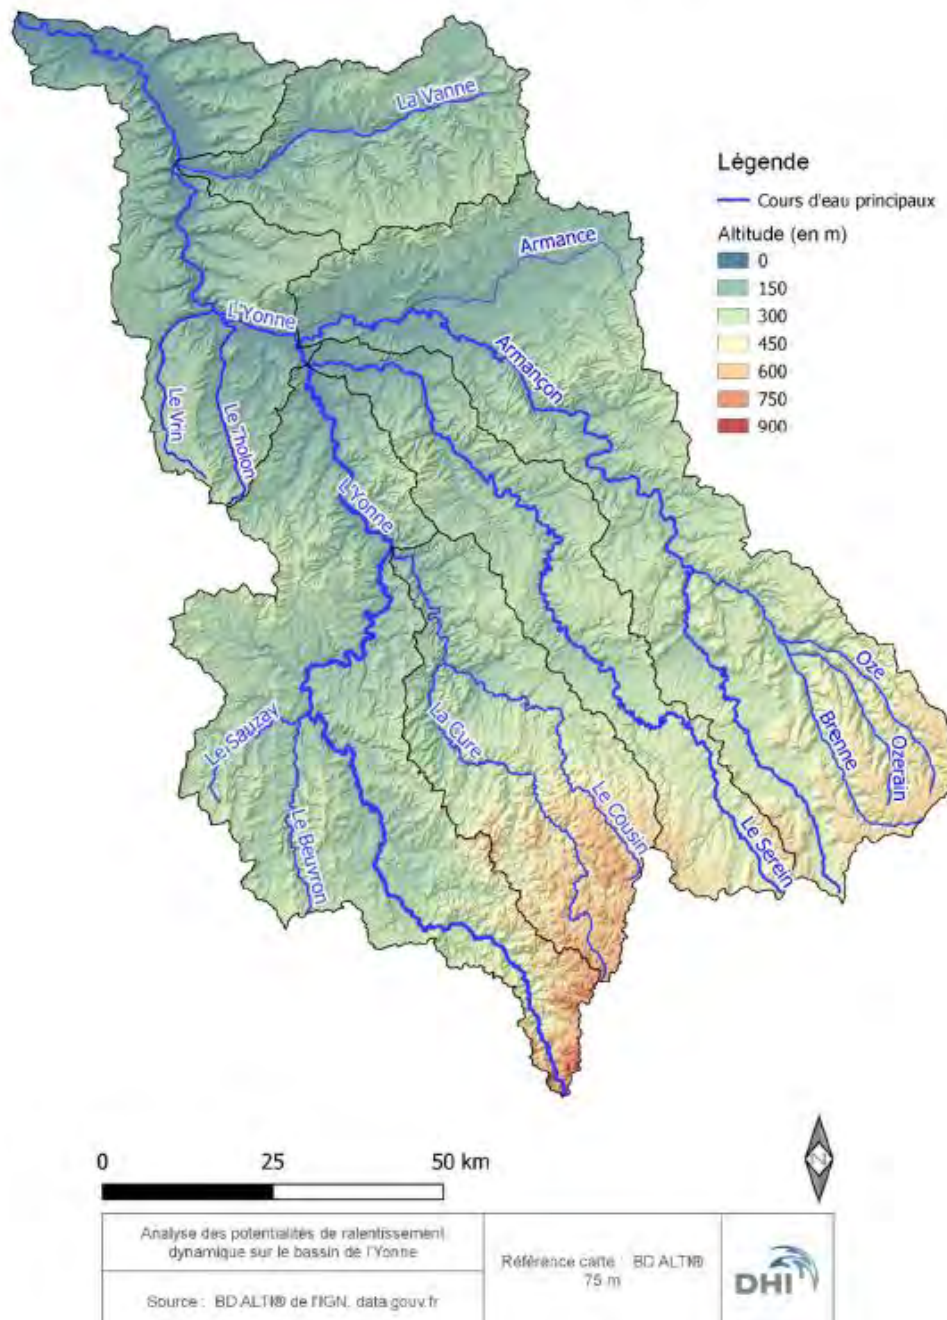 La Vanne
Légende
Cours d'eau principaux
Altitude (en m)
0
150
300
450
600
750
900
Armance
L'Yonne
Armançon
Le Vrin
Le Tholon
L'Yonne
Oze
Le Sauzay
La Cure
Brenne
Ozerain
Le Cousin
Le Beuvron
Le Serein
0 25 50 km
N
Analyse des potentialités de ralentissement
dynamique sur le bassin de l'Yonne
Référence carte : BD ALTI®
75 m
Source : BD ALTI® de l'IGN, data.gouv.fr
DHI